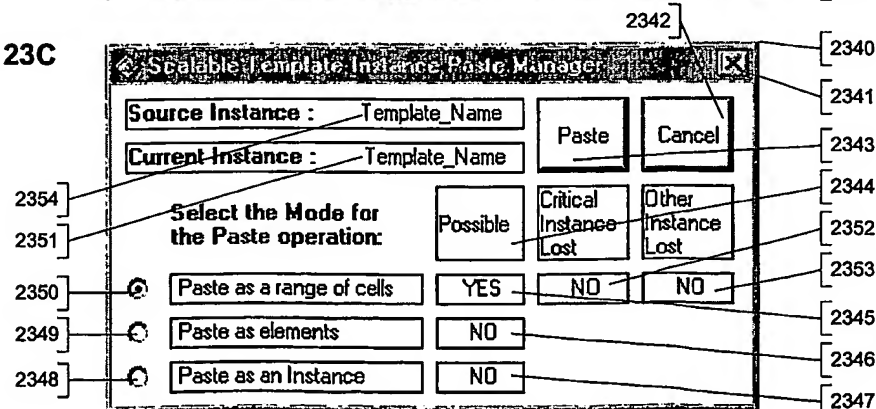 2342
23C
2340
Scalable Template Instance Paste Manager
2341
Source Instance : Template_Name
Paste
Cancel
2343
Current Instance : Template_Name
2344
2354
Select the Mode for
the Paste operation:
Possible
Critical
Instance
Lost
Other
Instance
Lost
2352
2351
2353
2350
Paste as a range of cells
YES
NO
NO
2345
2349
Paste as elements
NO
2346
2348
Paste as an Instance
NO
2347